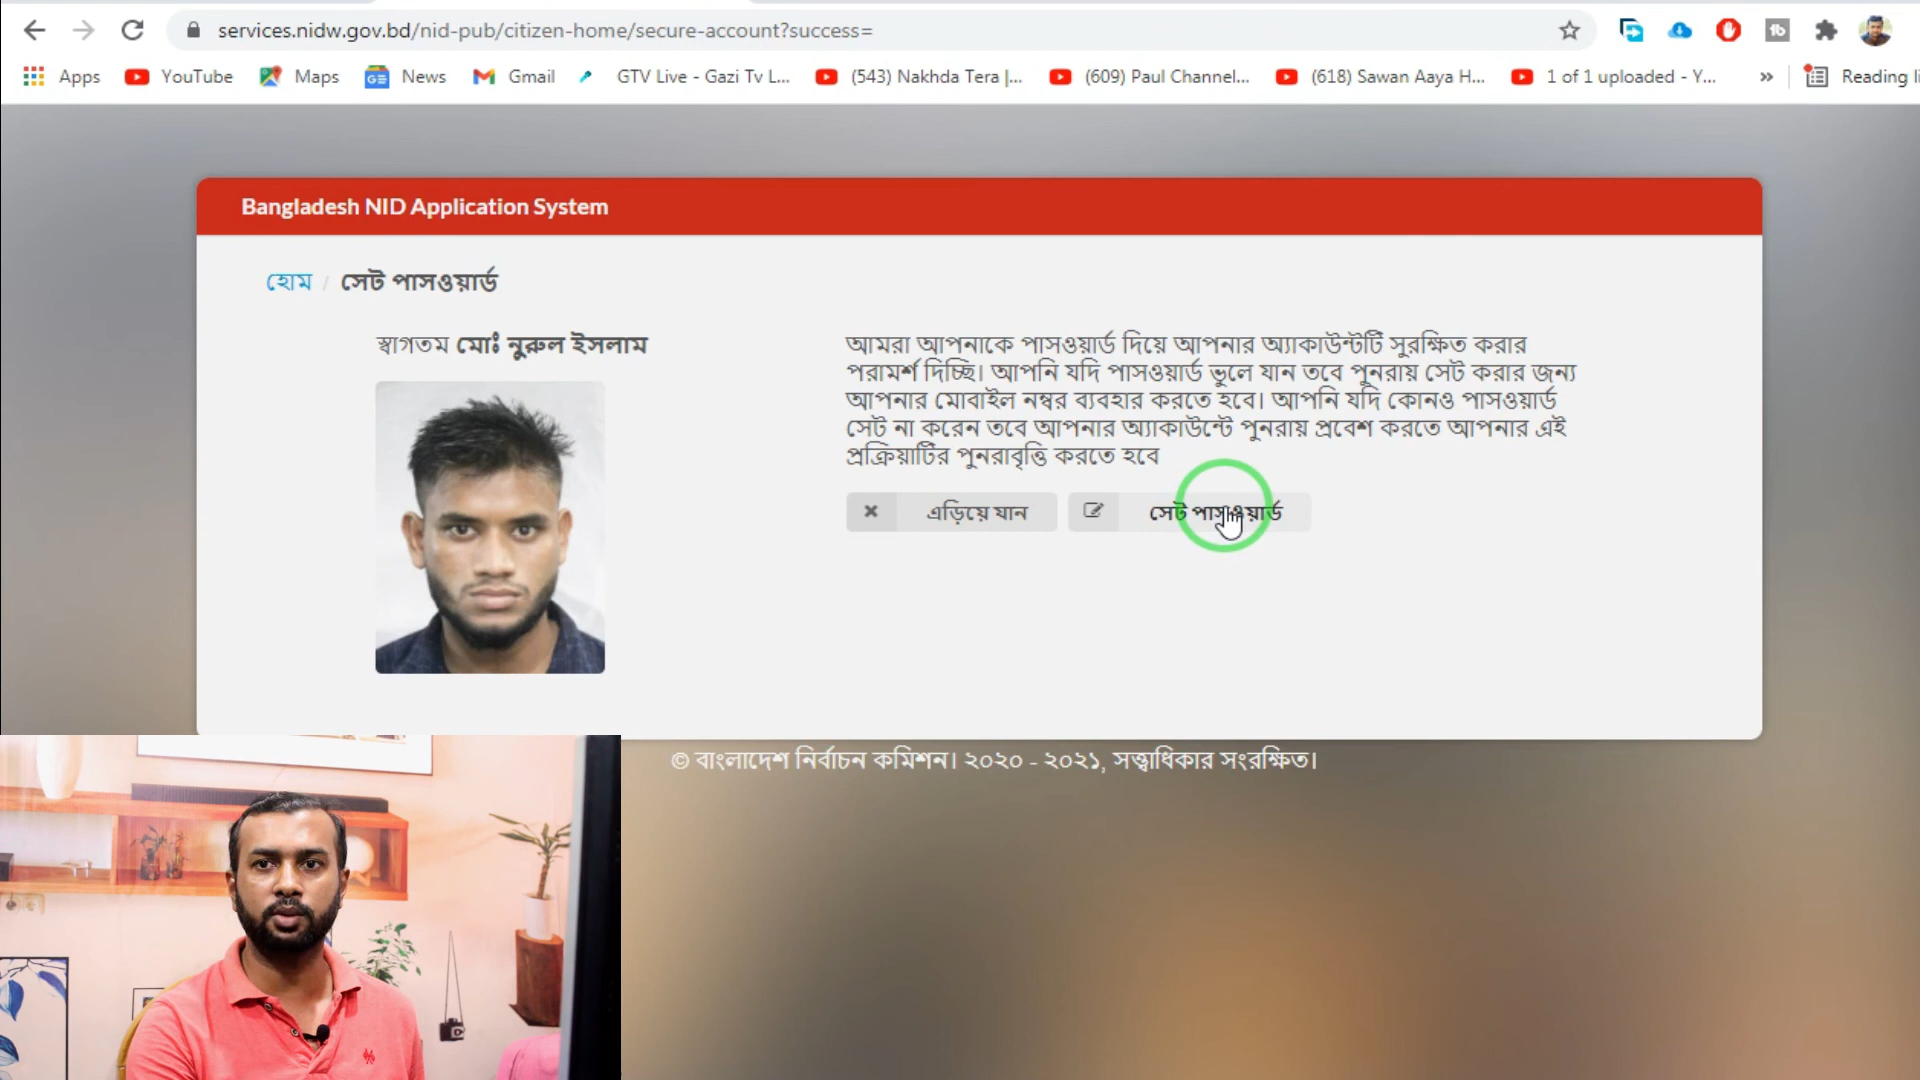 services.nidw.gov.bd/nid-pub/citizen-home/secure-account?success=
Apps YouTube Maps News Gmail GTV Live - Gazi Tv L... (543) Nakhda Tera |... (609) Paul Channel... (618) Sawan Aaya H... 1 of 1 uploaded - Y... » Reading li
Bangladesh NID Application System
হোম / সেট পাসওয়ার্ড
স্বাগতম মোঃ নুরুল ইসলাম
আমরা আপনাকে পাসওয়ার্ড দিয়ে আপনার অ্যাকাউন্টটি সুরক্ষিত করার
পরামর্শ দিচ্ছি। আপনি যদি পাসওয়ার্ড ভুলে যান তবে পুনরায় সেট করার জন্য
আপনার মোবাইল নম্বর ব্যবহার করতে হবে। আপনি যদি কোনও পাসওয়ার্ড
সেট না করেন তবে আপনার অ্যাকাউন্টে পুনরায় প্রবেশ করতে আপনার এই
প্রক্রিয়াটির পুনরাবৃত্তি করতে হবে
এড়িয়ে যান সেট পাসওয়ার্ড
© বাংলাদেশ নির্বাচন কমিশন। ২০২০ - ২০২১, সত্ত্বাধিকার সংরক্ষিত।